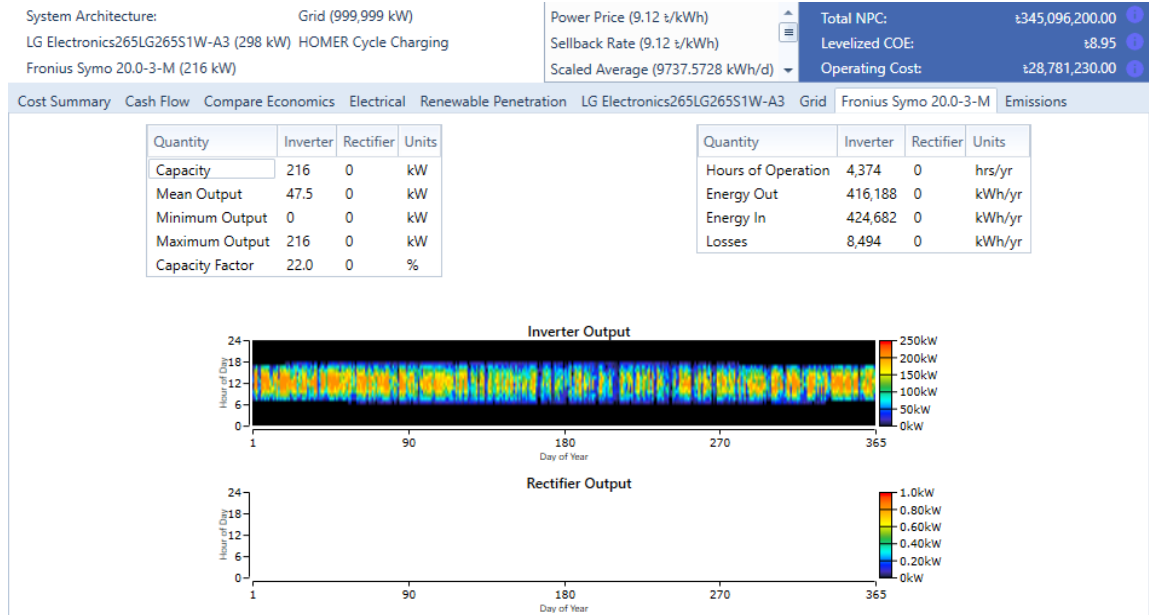 System Architecture: Grid (999,999 kW)
LG Electronics265LG265S1W-A3 (298 kW) HOMER Cycle Charging
Fronius Symo 20.0-3-M (216 kW)
Power Price (9.12 ৳/kWh)
Sellback Rate (9.12 ৳/kWh)
Scaled Average (9737.5728 kWh/d)
Total NPC: ৳345,096,200.00
Levelized COE: ৳8.95
Operating Cost: ৳28,781,230.00
Cost Summary Cash Flow Compare Economics Electrical Renewable Penetration LG Electronics265LG265S1W-A3 Grid Fronius Symo 20.0-3-M Emissions
Quantity Inverter Rectifier Units
Capacity 216 0 kW
Mean Output 47.5 0 kW
Minimum Output 0 0 kW
Maximum Output 216 0 kW
Capacity Factor 22.0 0 %
Quantity Inverter Rectifier Units
Hours of Operation 4,374 0 hrs/yr
Energy Out 416,188 0 kWh/yr
Energy In 424,682 0 kWh/yr
Losses 8,494 0 kWh/yr
Inverter Output
Hour of Day
24
18
12
6
0
1 90 180 270 365
Day of Year
250kW
200kW
150kW
100kW
50kW
0kW
Rectifier Output
Hour of Day
24
18
12
6
0
1 90 180 270 365
Day of Year
1.0kW
0.80kW
0.60kW
0.40kW
0.20kW
0kW